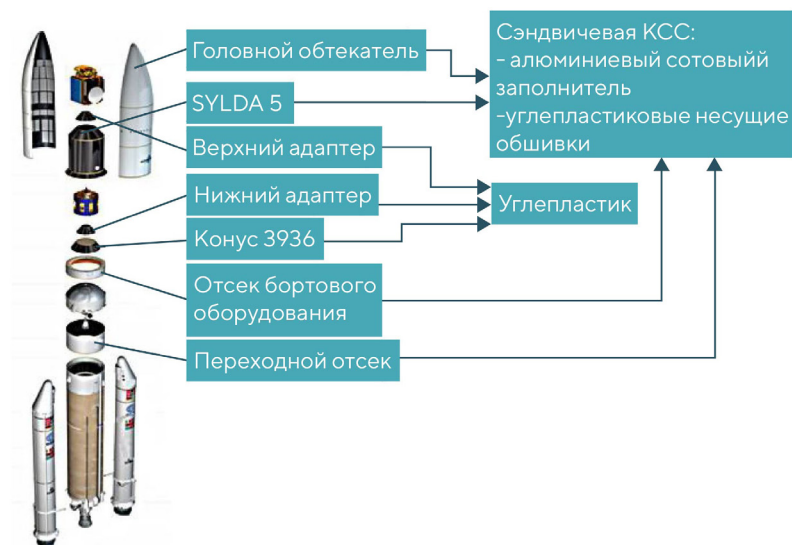 Головной обтекатель
SYLDA 5
Верхний адаптер
Нижний адаптер
Конус 3936
Отсек бортового
оборудования
Переходной отсек
Сэндвичевая КСС:
- алюминиевый сотовыйй
заполнитель
-углепластиковые несущие
обшивки
Углепластик